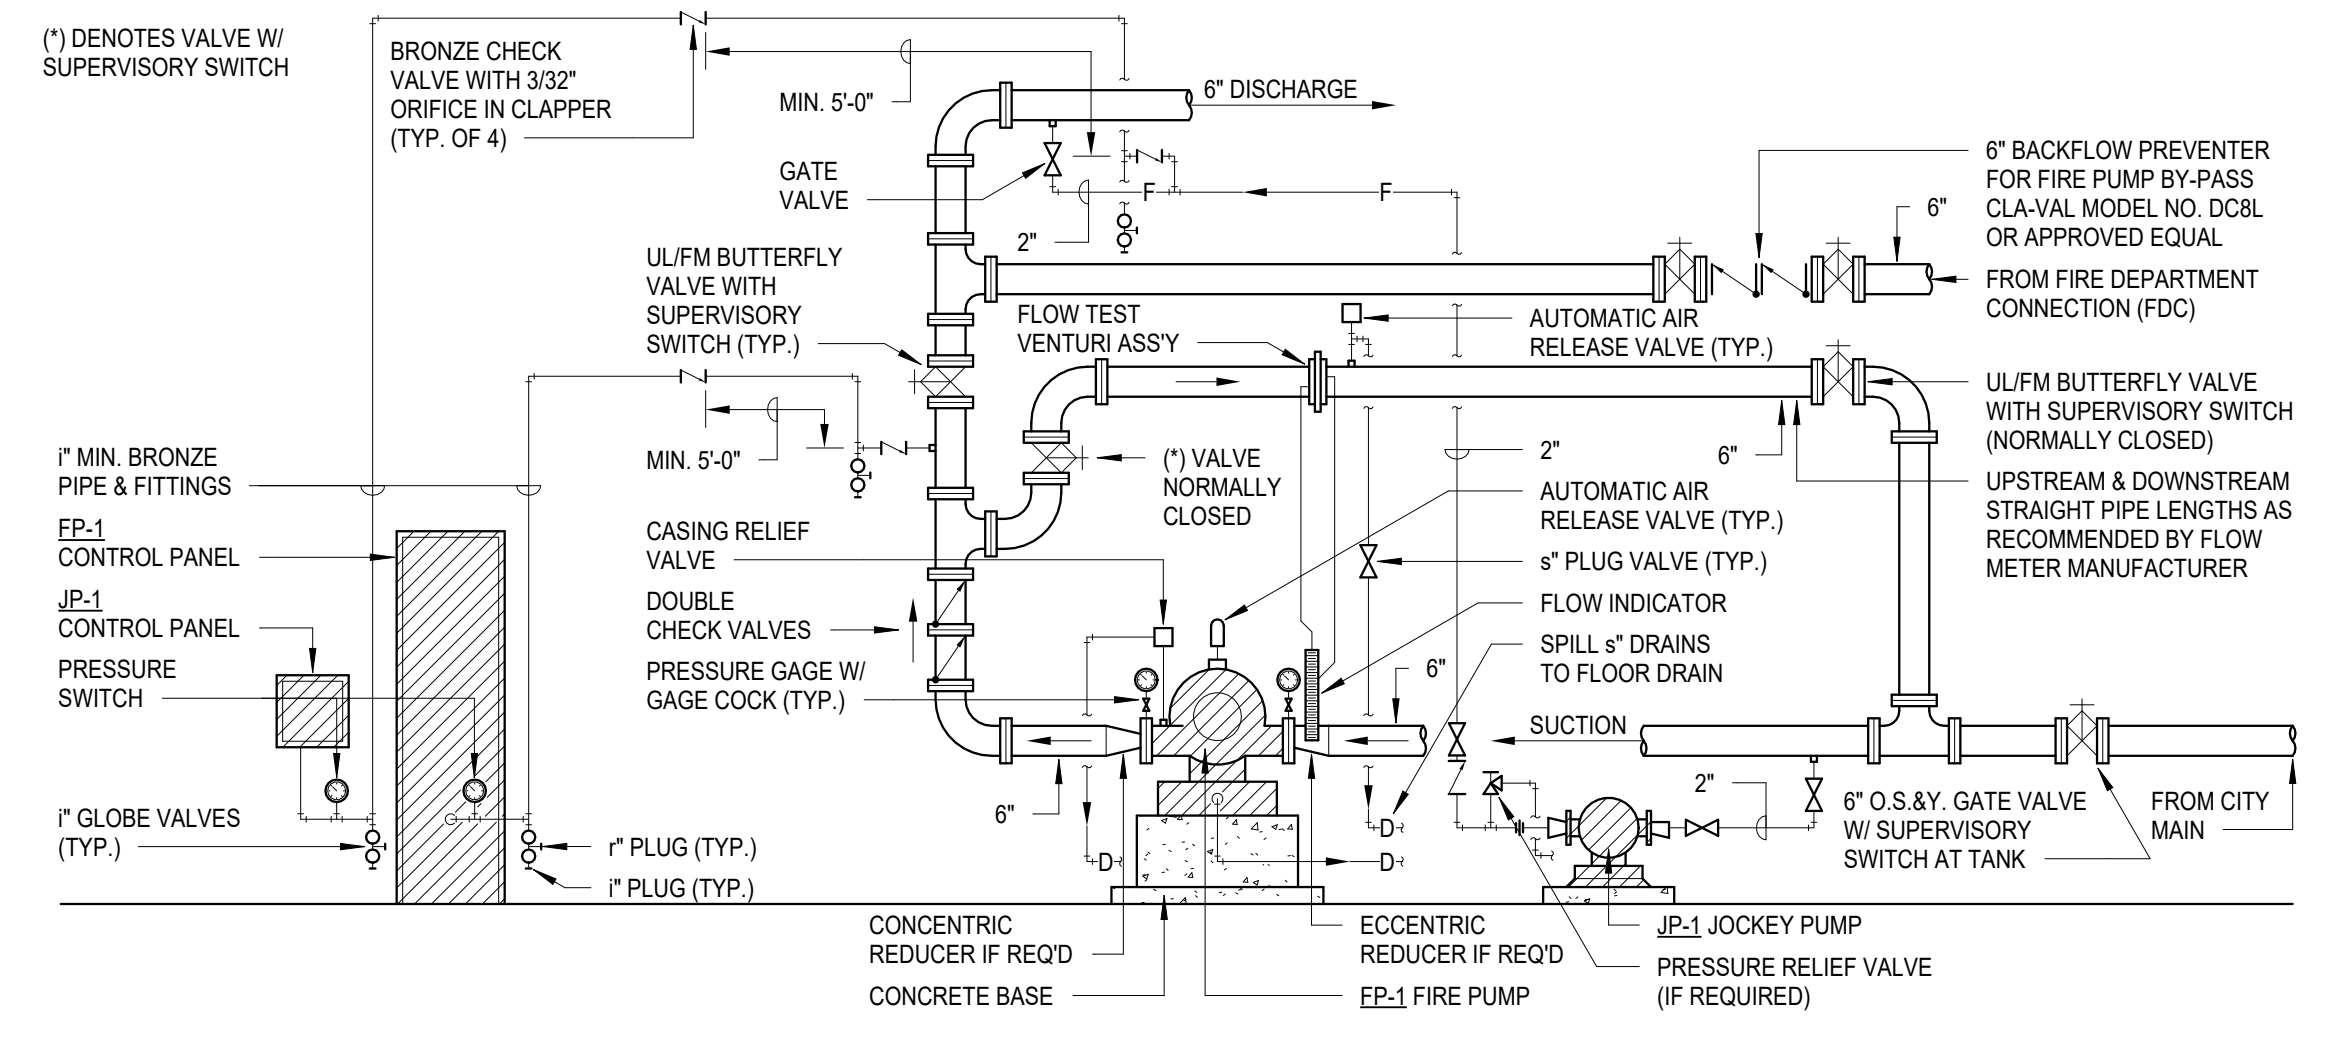 (*) DENOTES VALVE W/
SUPERVISORY SWITCH
BRONZE CHECK
VALVE WITH 3/32"
ORIFICE IN CLAPPER
(TYP. OF 4)
MIN. 5'-0"
6" DISCHARGE
GATE
VALVE
F
F
2"
6" BACKFLOW PREVENTER
FOR FIRE PUMP BY-PASS
CLA-VAL MODEL NO. DC8L
OR APPROVED EQUAL
6"
FROM FIRE DEPARTMENT
CONNECTION (FDC)
UL/FM BUTTERFLY
VALVE WITH
SUPERVISORY
SWITCH (TYP.)
FLOW TEST
VENTURI ASS'Y
AUTOMATIC AIR
RELEASE VALVE (TYP.)
UL/FM BUTTERFLY VALVE
WITH SUPERVISORY SWITCH
(NORMALLY CLOSED)
6"
UPSTREAM & DOWNSTREAM
STRAIGHT PIPE LENGTHS AS
RECOMMENDED BY FLOW
METER MANUFACTURER
MIN. 5'-0"
(*) VALVE
NORMALLY
CLOSED
2"
AUTOMATIC AIR
RELEASE VALVE (TYP.)
i" MIN. BRONZE
PIPE & FITTINGS
FP-1
CONTROL PANEL
JP-1
CONTROL PANEL
PRESSURE
SWITCH
i" GLOBE VALVES
(TYP.)
r" PLUG (TYP.)
i" PLUG (TYP.)
CASING RELIEF
VALVE
DOUBLE
CHECK VALVES
PRESSURE GAGE W/
GAGE COCK (TYP.)
s" PLUG VALVE (TYP.)
FLOW INDICATOR
SPILL s" DRAINS
TO FLOOR DRAIN
6"
SUCTION
6"
D
D
D
2"
6" O.S.&Y. GATE VALVE
W/ SUPERVISORY
SWITCH AT TANK
FROM CITY
MAIN
CONCENTRIC
REDUCER IF REQ'D
CONCRETE BASE
ECCENTRIC
REDUCER IF REQ'D
FP-1 FIRE PUMP
JP-1 JOCKEY PUMP
PRESSURE RELIEF VALVE
(IF REQUIRED)